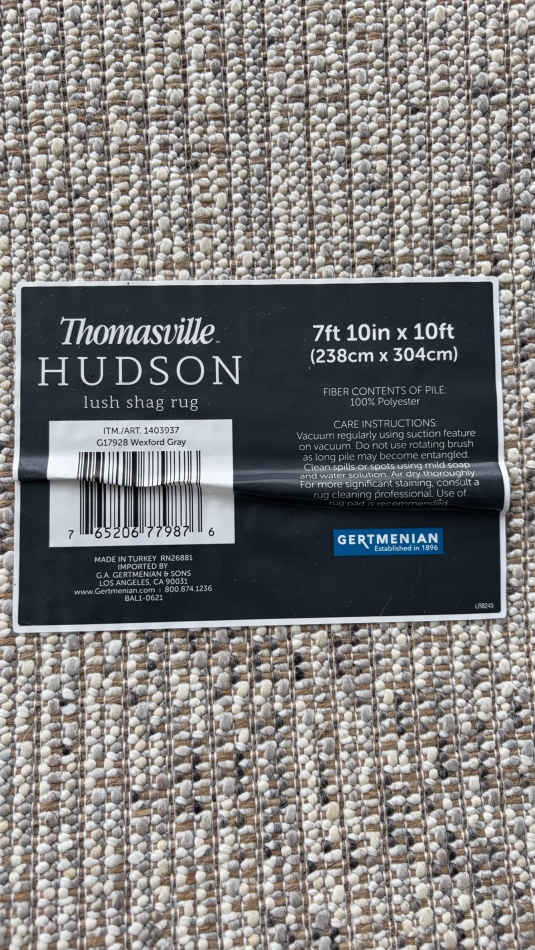 Thomasville
HUDSON
lush shag rug
ITM./ART. 1403937
G17928 Wexford Gray
7 65206 77987 6
MADE IN TURKEY RN26881
IMPORTED BY
G.A. GERTMENIAN & SONS
LOS ANGELES, CA 90031
www.Gertmenian.com | 800.874.1236
BAL1-0621
7ft 10in x 10ft
(238cm x 304cm)
FIBER CONTENTS OF PILE:
100% Polyester
CARE INSTRUCTIONS:
Vacuum regularly using suction feature
on vacuum. Do not use rotating brush
as long pile may become entangled.
Clean spills or spots using mild soap
and water solution. Air dry thoroughly.
For more significant staining, consult a
rug cleaning professional. Use of
rug pad is recommended.
GERTMENIAN
Established in 1896